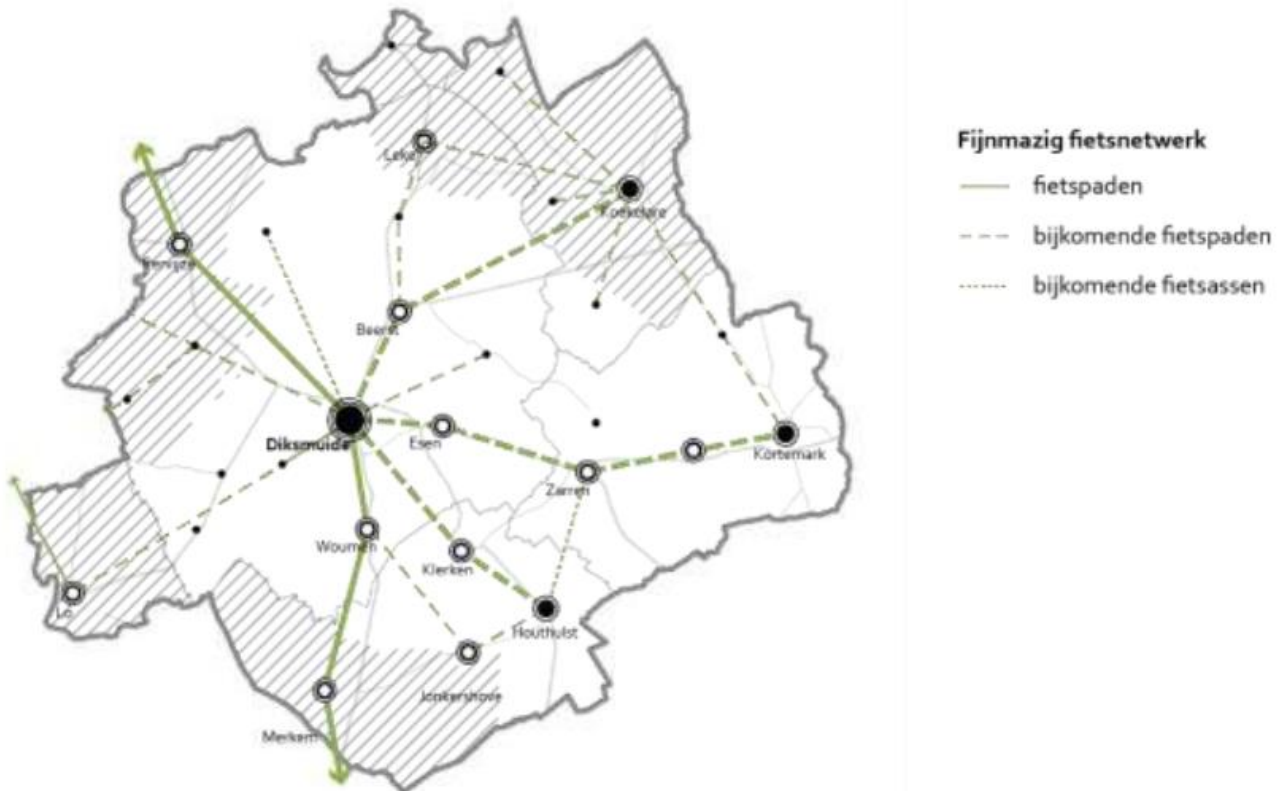 Fijnmazig fietsnetwerk
fietspaden
bijkomende fietspaden
bijkomende fietsassen
Leke
Koekelare
Beerst
Diksmuide
Esen
Kortemark
Zarren
Woumen
Klerken
Lo
Houthulst
Jonkershove
Merkem